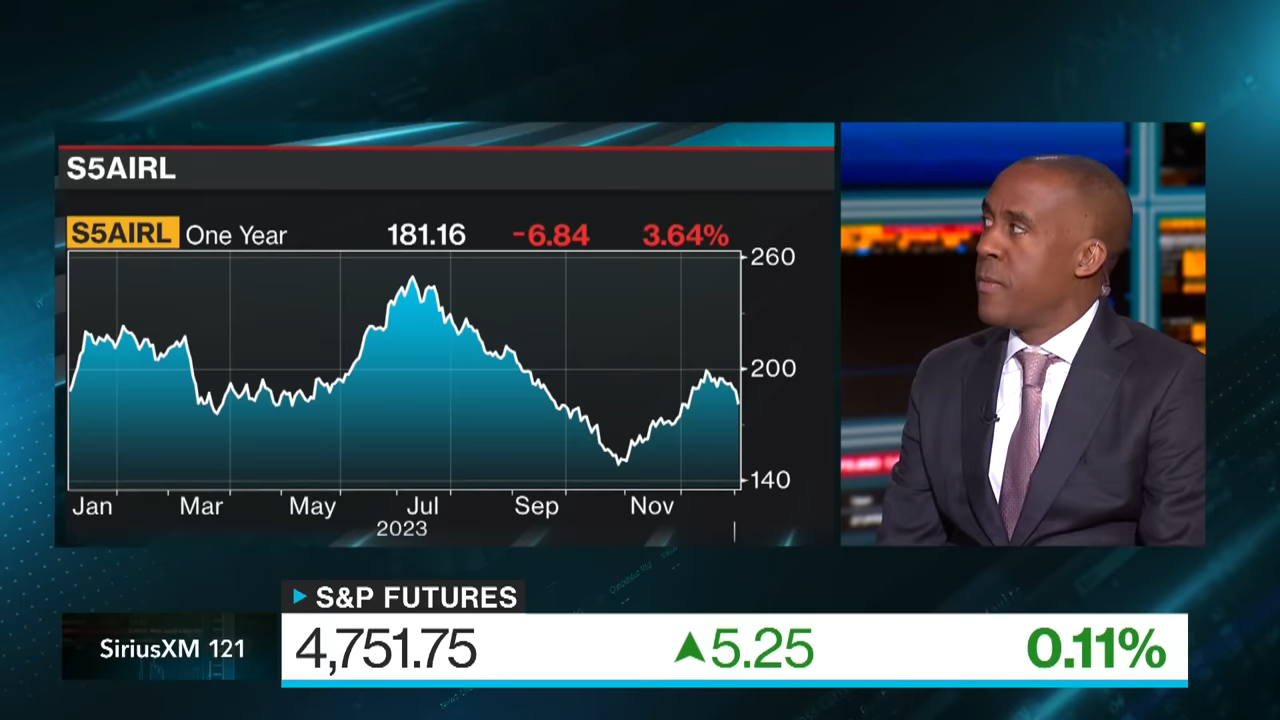 S5AIRL
S5AIRL One Year 181.16 -6.84 3.64%
260
200
140
Jan Mar May Jul Sep Nov
2023
S&P FUTURES
SiriusXM 121
4,751.75 ▲5.25 0.11%